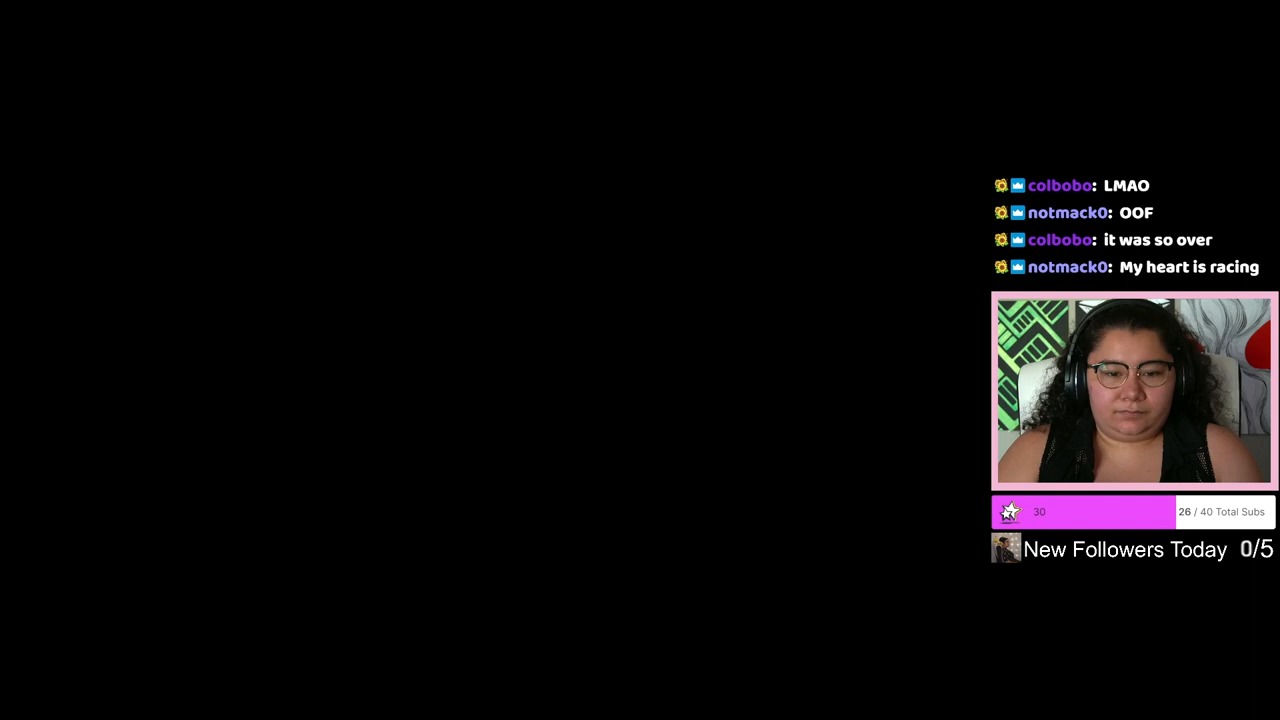 colbobo: LMAO
notmack0: OOF
colbobo: it was so over
notmack0: My heart is racing
30 26 / 40 Total Subs
New Followers Today 0/5